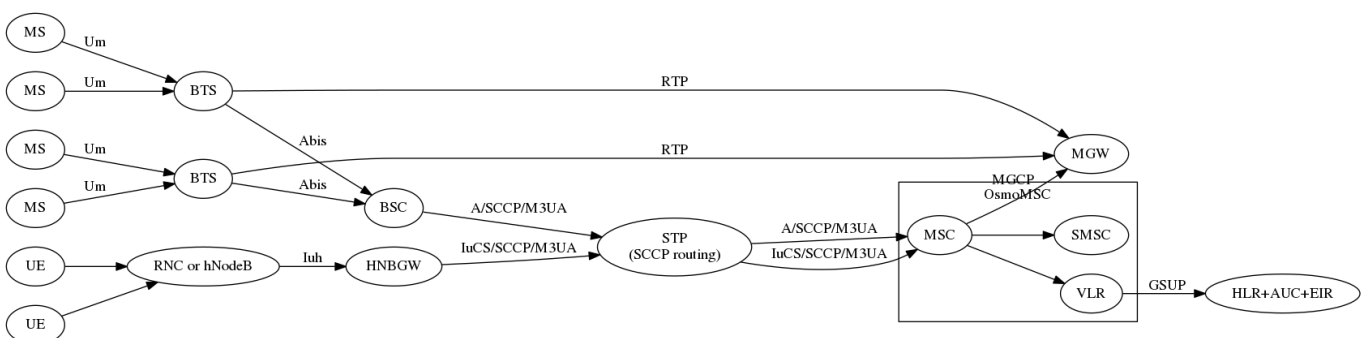 MS
Um
MS
Um
BTS
RTP
MS
Um
Abis
RTP
MGW
MS
Um
BTS
Abis
BSC
MGCP
OsmoMSC
A/SCCP/M3UA
STP
(SCCP routing)
A/SCCP/M3UA
MSC
SMSC
UE
RNC or hNodeB
Iuh
HNBGW
IuCS/SCCP/M3UA
IuCS/SCCP/M3UA
VLR
GSUP
HLR+AUC+EIR
UE